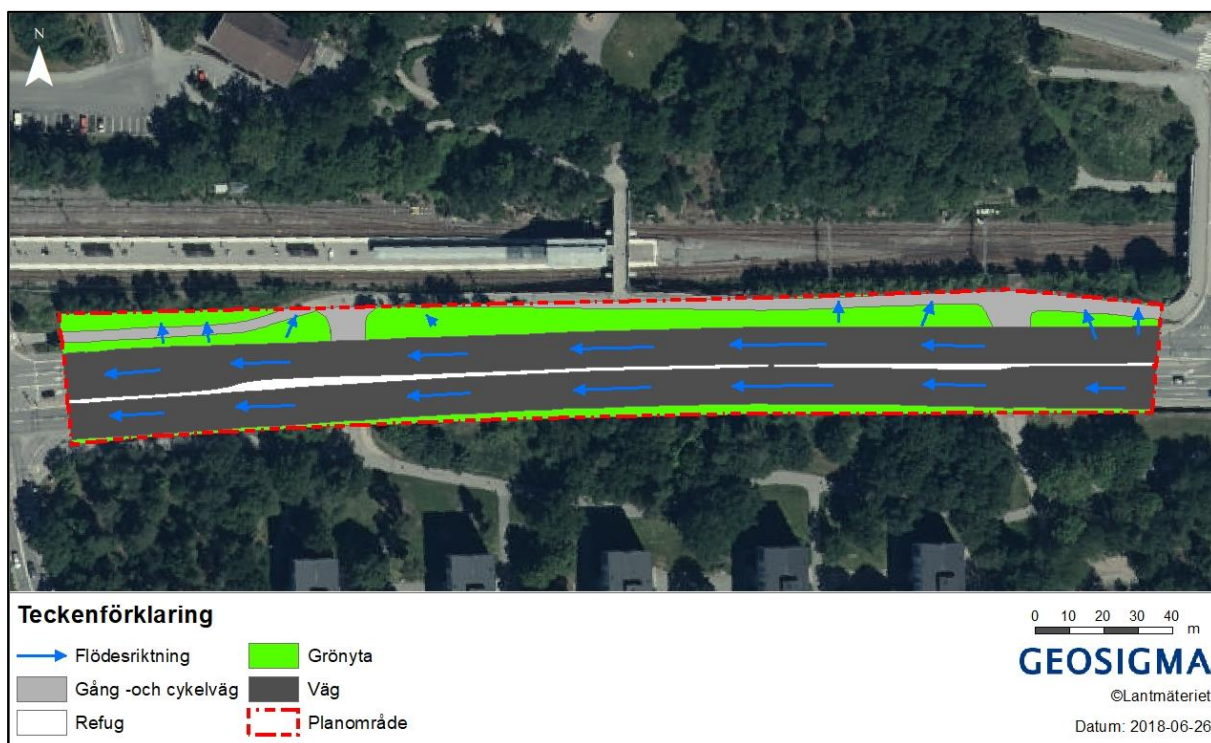 N
Teckenförklaring
Flödesriktning
Grönyta
Gång -och cykelväg
Väg
Refug
Planområde
0 10 20 30 40
m
GEOSIGMA
©Lantmäteriet
Datum: 2018-06-26